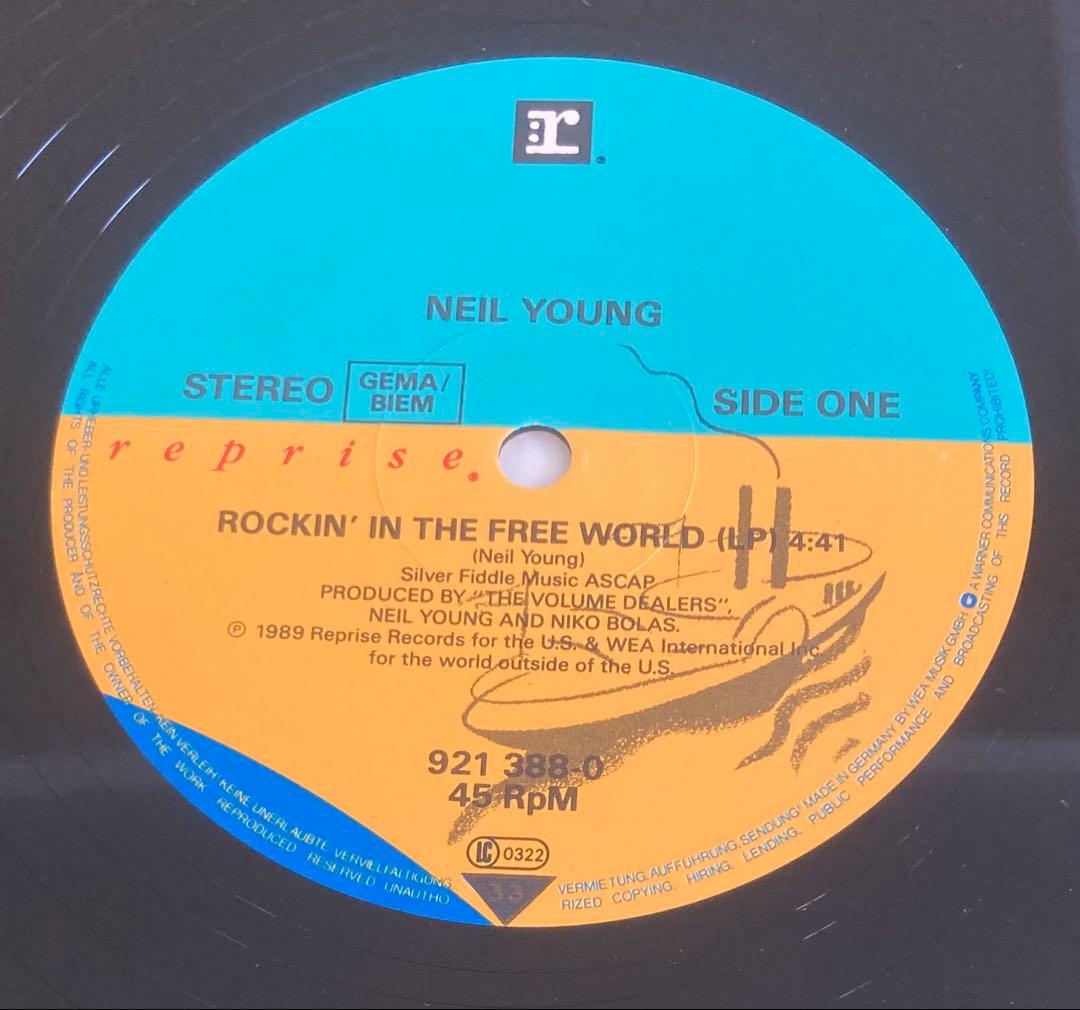 r
NEIL YOUNG
STEREO
GEMA/
BIEM
SIDE ONE
reprise
ROCKIN' IN THE FREE WORLD (LP) 4:41
(Neil Young)
Silver Fiddle Music ASCAP
PRODUCED BY "THE VOLUME DEALERS",
NEIL YOUNG AND NIKO BOLAS.
℗ 1989 Reprise Records for the U.S. & WEA International Inc.
for the world outside of the U.S.
921 388-0
45 RpM
LC 0322
33
ALLE URHEBER- UND LEISTUNGSSCHUTZRECHTE VORBEHALTEN KEIN VERLEIH! KEINE UNERLAUBTE VERVIELFÄLTIGUNG VERMIETUNG, AUFFÜHRUNG, SENDUNG! MADE IN GERMANY BY WEA MUSIK GMBH A WARNER COMMUNICATIONS COMPANY
ALL RIGHTS OF THE PRODUCER AND OF THE OWNER OF THE WORK REPRODUCED RESERVED UNAUTHORIZED COPYING, HIRING, LENDING, PUBLIC PERFORMANCE AND BROADCASTING OF THIS RECORD PROHIBITED!